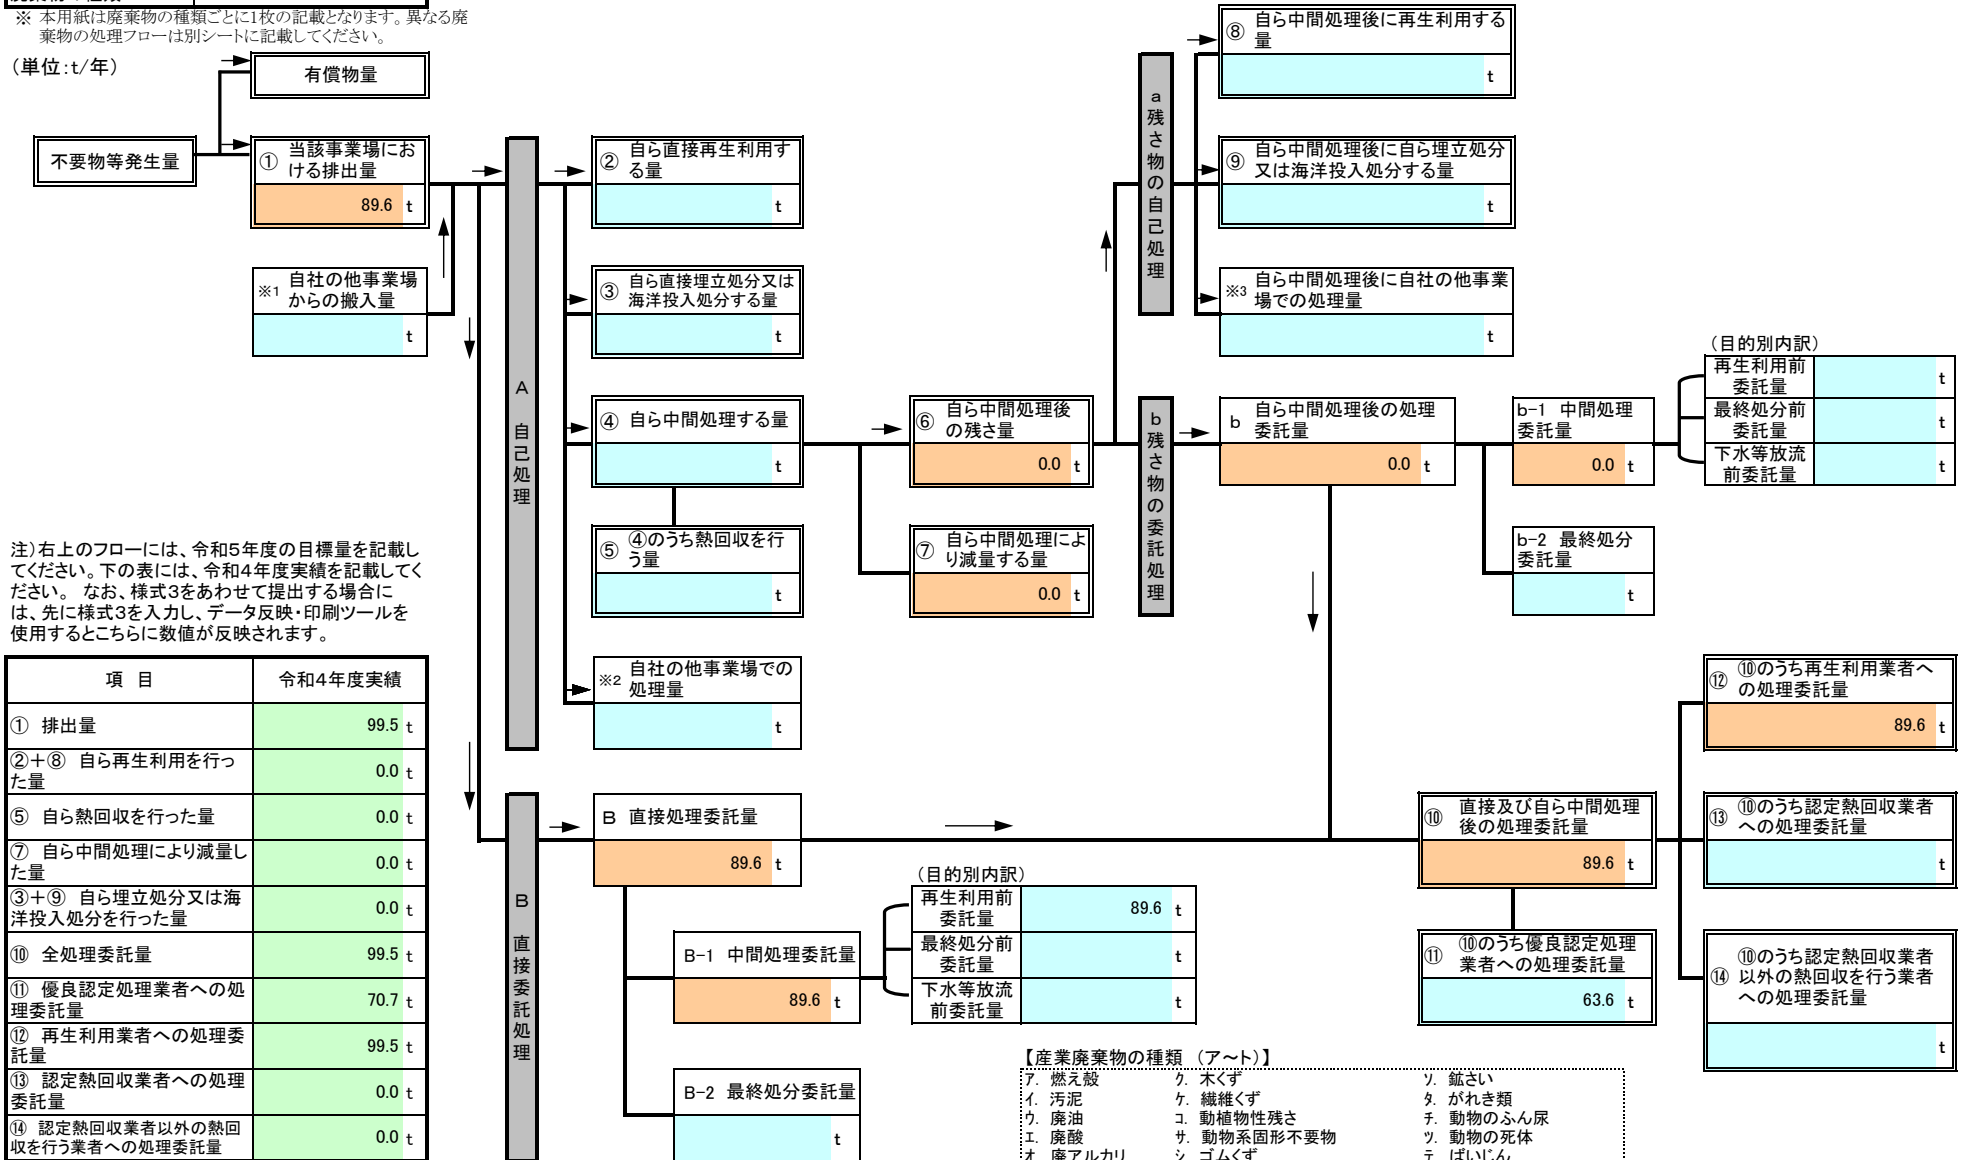 ※ 本用紙は廃棄物の種類ごとに1枚の記載となります。異なる廃
棄物の処理フローは別シートに記載してください。
（単位:t/年）
有償物量
不要物等発生量
① 当該事業場にお
ける排出量
89.6 t
※1 自社の他事業場
からの搬入量
t
A 自己処理
② 自ら直接再生利用す
る量
t
③ 自ら直接埋立処分又は
海洋投入処分する量
t
④ 自ら中間処理する量
t
⑤ ④のうち熱回収を行
う量
t
※2 自社の他事業場での
処理量
t
⑥ 自ら中間処理後
の残さ量
0.0 t
⑦ 自ら中間処理によ
り減量する量
0.0 t
a 残さ物の自己処理
⑧ 自ら中間処理後に再生利用する
量
t
⑨ 自ら中間処理後に自ら埋立処分
又は海洋投入処分する量
t
※3 自ら中間処理後に自社の他事業
場での処理量
t
b 残さ物の委託処理
b 自ら中間処理後の処理
委託量
0.0 t
b-1 中間処理
委託量
0.0 t
b-2 最終処分
委託量
t
（目的別内訳）
再生利用前
委託量
t
最終処分前
委託量
t
下水等放流
前委託量
t
注）右上のフローには、令和5年度の目標量を記載し
てください。下の表には、令和4年度実績を記載してく
ださい。 なお、様式3をあわせて提出する場合に
は、先に様式3を入力し、データ反映・印刷ツールを
使用するとこちらに数値が反映されます。
項 目 令和4年度実績
① 排出量 99.5 t
②＋⑧ 自ら再生利用を行っ
た量 0.0 t
⑤ 自ら熱回収を行った量 0.0 t
⑦ 自ら中間処理により減量し
た量 0.0 t
③＋⑨ 自ら埋立処分又は海
洋投入処分を行った量 0.0 t
⑩ 全処理委託量 99.5 t
⑪ 優良認定処理業者への処
理委託量 70.7 t
⑫ 再生利用業者への処理委
託量 99.5 t
⑬ 認定熱回収業者への処理
委託量 0.0 t
⑭ 認定熱回収業者以外の熱回
収を行う業者への処理委託量 0.0 t
B 直接委託処理
B 直接処理委託量
89.6 t
B-1 中間処理委託量
89.6 t
B-2 最終処分委託量
t
（目的別内訳）
再生利用前
委託量
89.6 t
最終処分前
委託量
t
下水等放流
前委託量
t
⑩ 直接及び自ら中間処理
後の処理委託量
89.6 t
⑪ ⑩のうち優良認定処理
業者への処理委託量
63.6 t
⑫ ⑩のうち再生利用業者へ
の処理委託量
89.6 t
⑬ ⑩のうち認定熱回収業者
への処理委託量
t
⑭ ⑩のうち認定熱回収業者
以外の熱回収を行う業者
への処理委託量
t
【産業廃棄物の種類 （ア～ト）】
ア. 燃え殻 ク. 木くず ソ. 鉱さい
イ. 汚泥 ケ. 繊維くず タ. がれき類
ウ. 廃油 コ. 動植物性残さ チ. 動物のふん尿
エ. 廃酸 サ. 動物系固形不要物 ツ. 動物の死体
オ. 廃アルカリ シ. ゴムくず テ. ばいじん